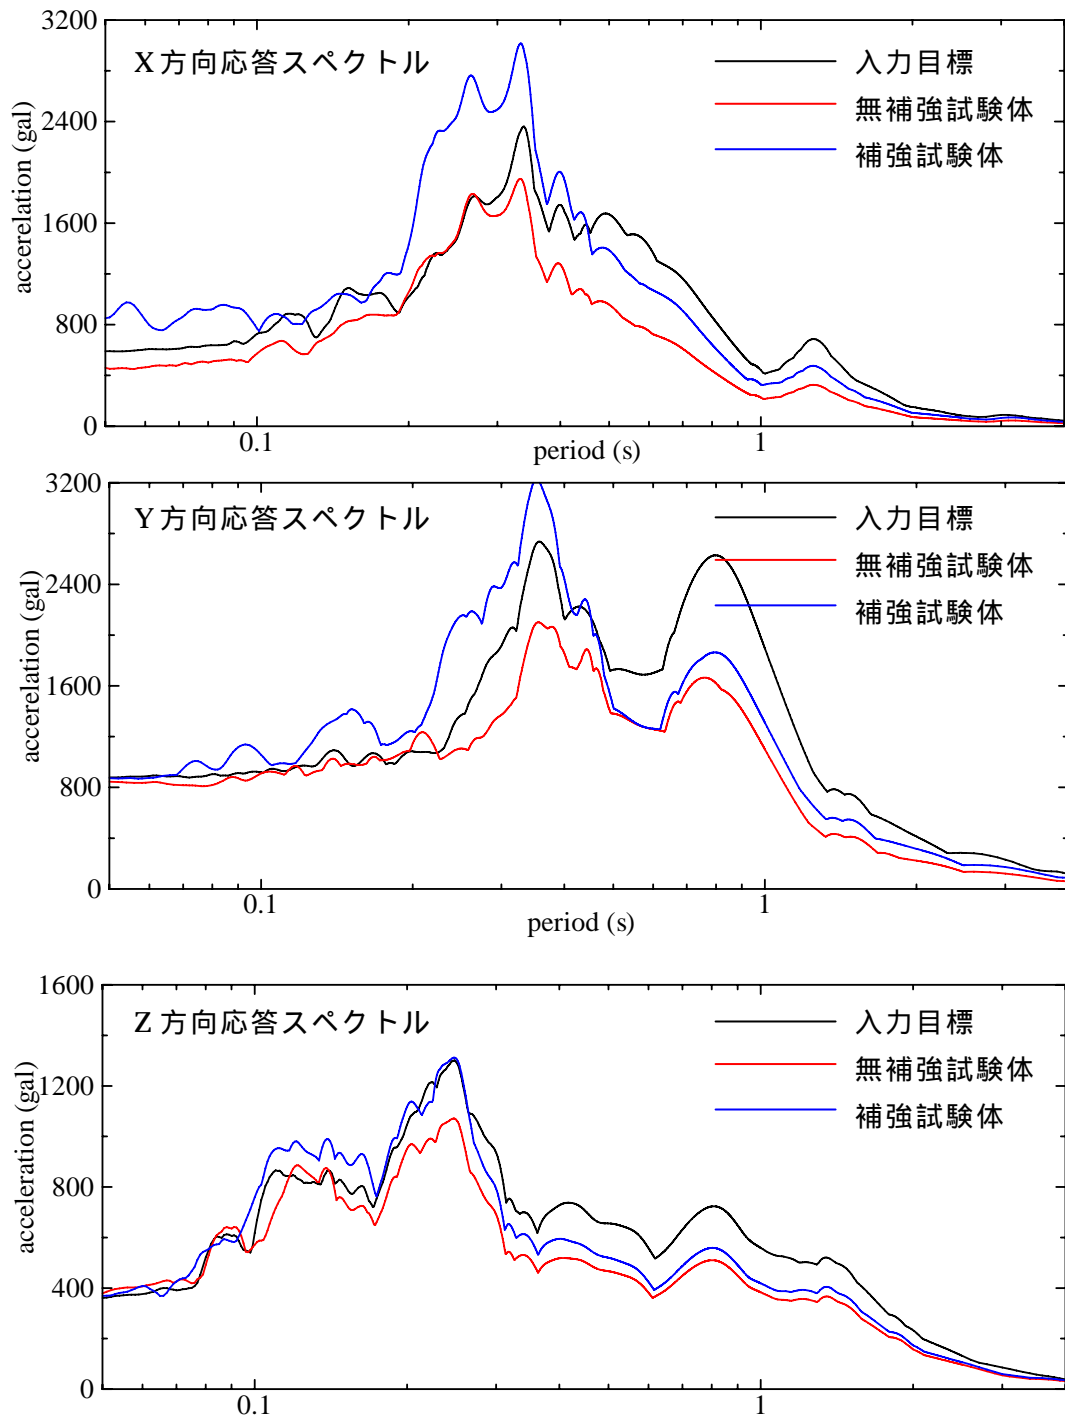 3200
2400
1600
800
0
accerelation (gal)
X方向応答スペクトル
入力目標
無補強試験体
補強試験体
0.1
1
period (s)
3200
2400
1600
800
0
accerelation (gal)
Y方向応答スペクトル
入力目標
無補強試験体
補強試験体
0.1
1
period (s)
1600
1200
800
400
0
acceleration (gal)
Z方向応答スペクトル
入力目標
無補強試験体
補強試験体
0.1
1